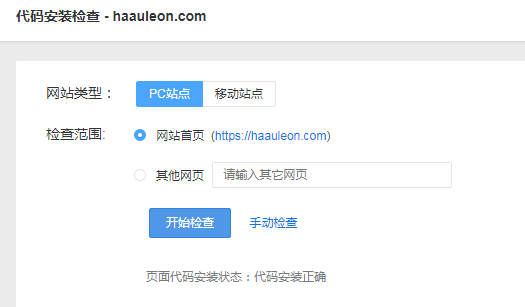 代码安装检查 - haauleon.com
网站类型： PC站点 移动站点
检查范围: 网站首页 (https://haauleon.com)
其他网页 请输入其它网页
开始检查 手动检查
页面代码安装状态：代码安装正确